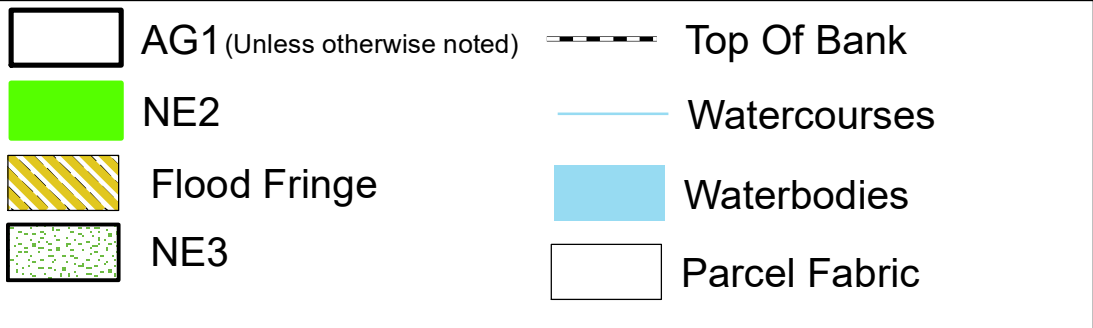 AG1 (Unless otherwise noted)
NE2
Flood Fringe
NE3
Top Of Bank
Watercourses
Waterbodies
Parcel Fabric